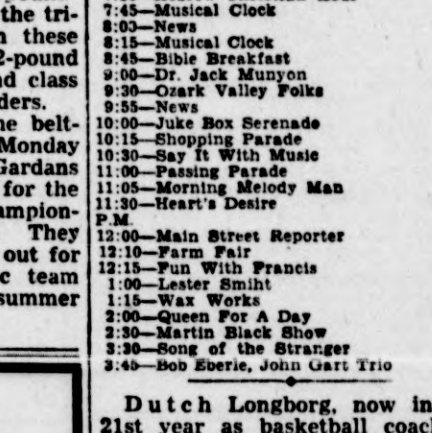 the tri-
n these
2-pound
nd class
ders.
ne belt-
Monday
Gardans
for the
ampion-
They
out for
c team
summer
7:45—Musical Clock
8:03—News
8:15—Musical Clock
8:45—Bible Breakfast
9:00—Dr. Jack Munyon
9:30—Ozark Valley Folks
9:55—News
10:00—Juke Box Serenade
10:15—Shopping Parade
10:30—Say It With Music
11:00—Passing Parade
11:05—Morning Melody Man
11:30—Heart's Desire
P.M.
12:00—Main Street Reporter
12:10—Farm Fair
12:15—Fun With Francis
1:00—Lester Smiht
1:15—Wax Works
2:00—Queen For A Day
2:30—Martin Black Show
3:30—Song of the Stranger
3:45—Bob Eberle, John Gart Trio
Dutch Longborg, now in
21st year as basketball coach